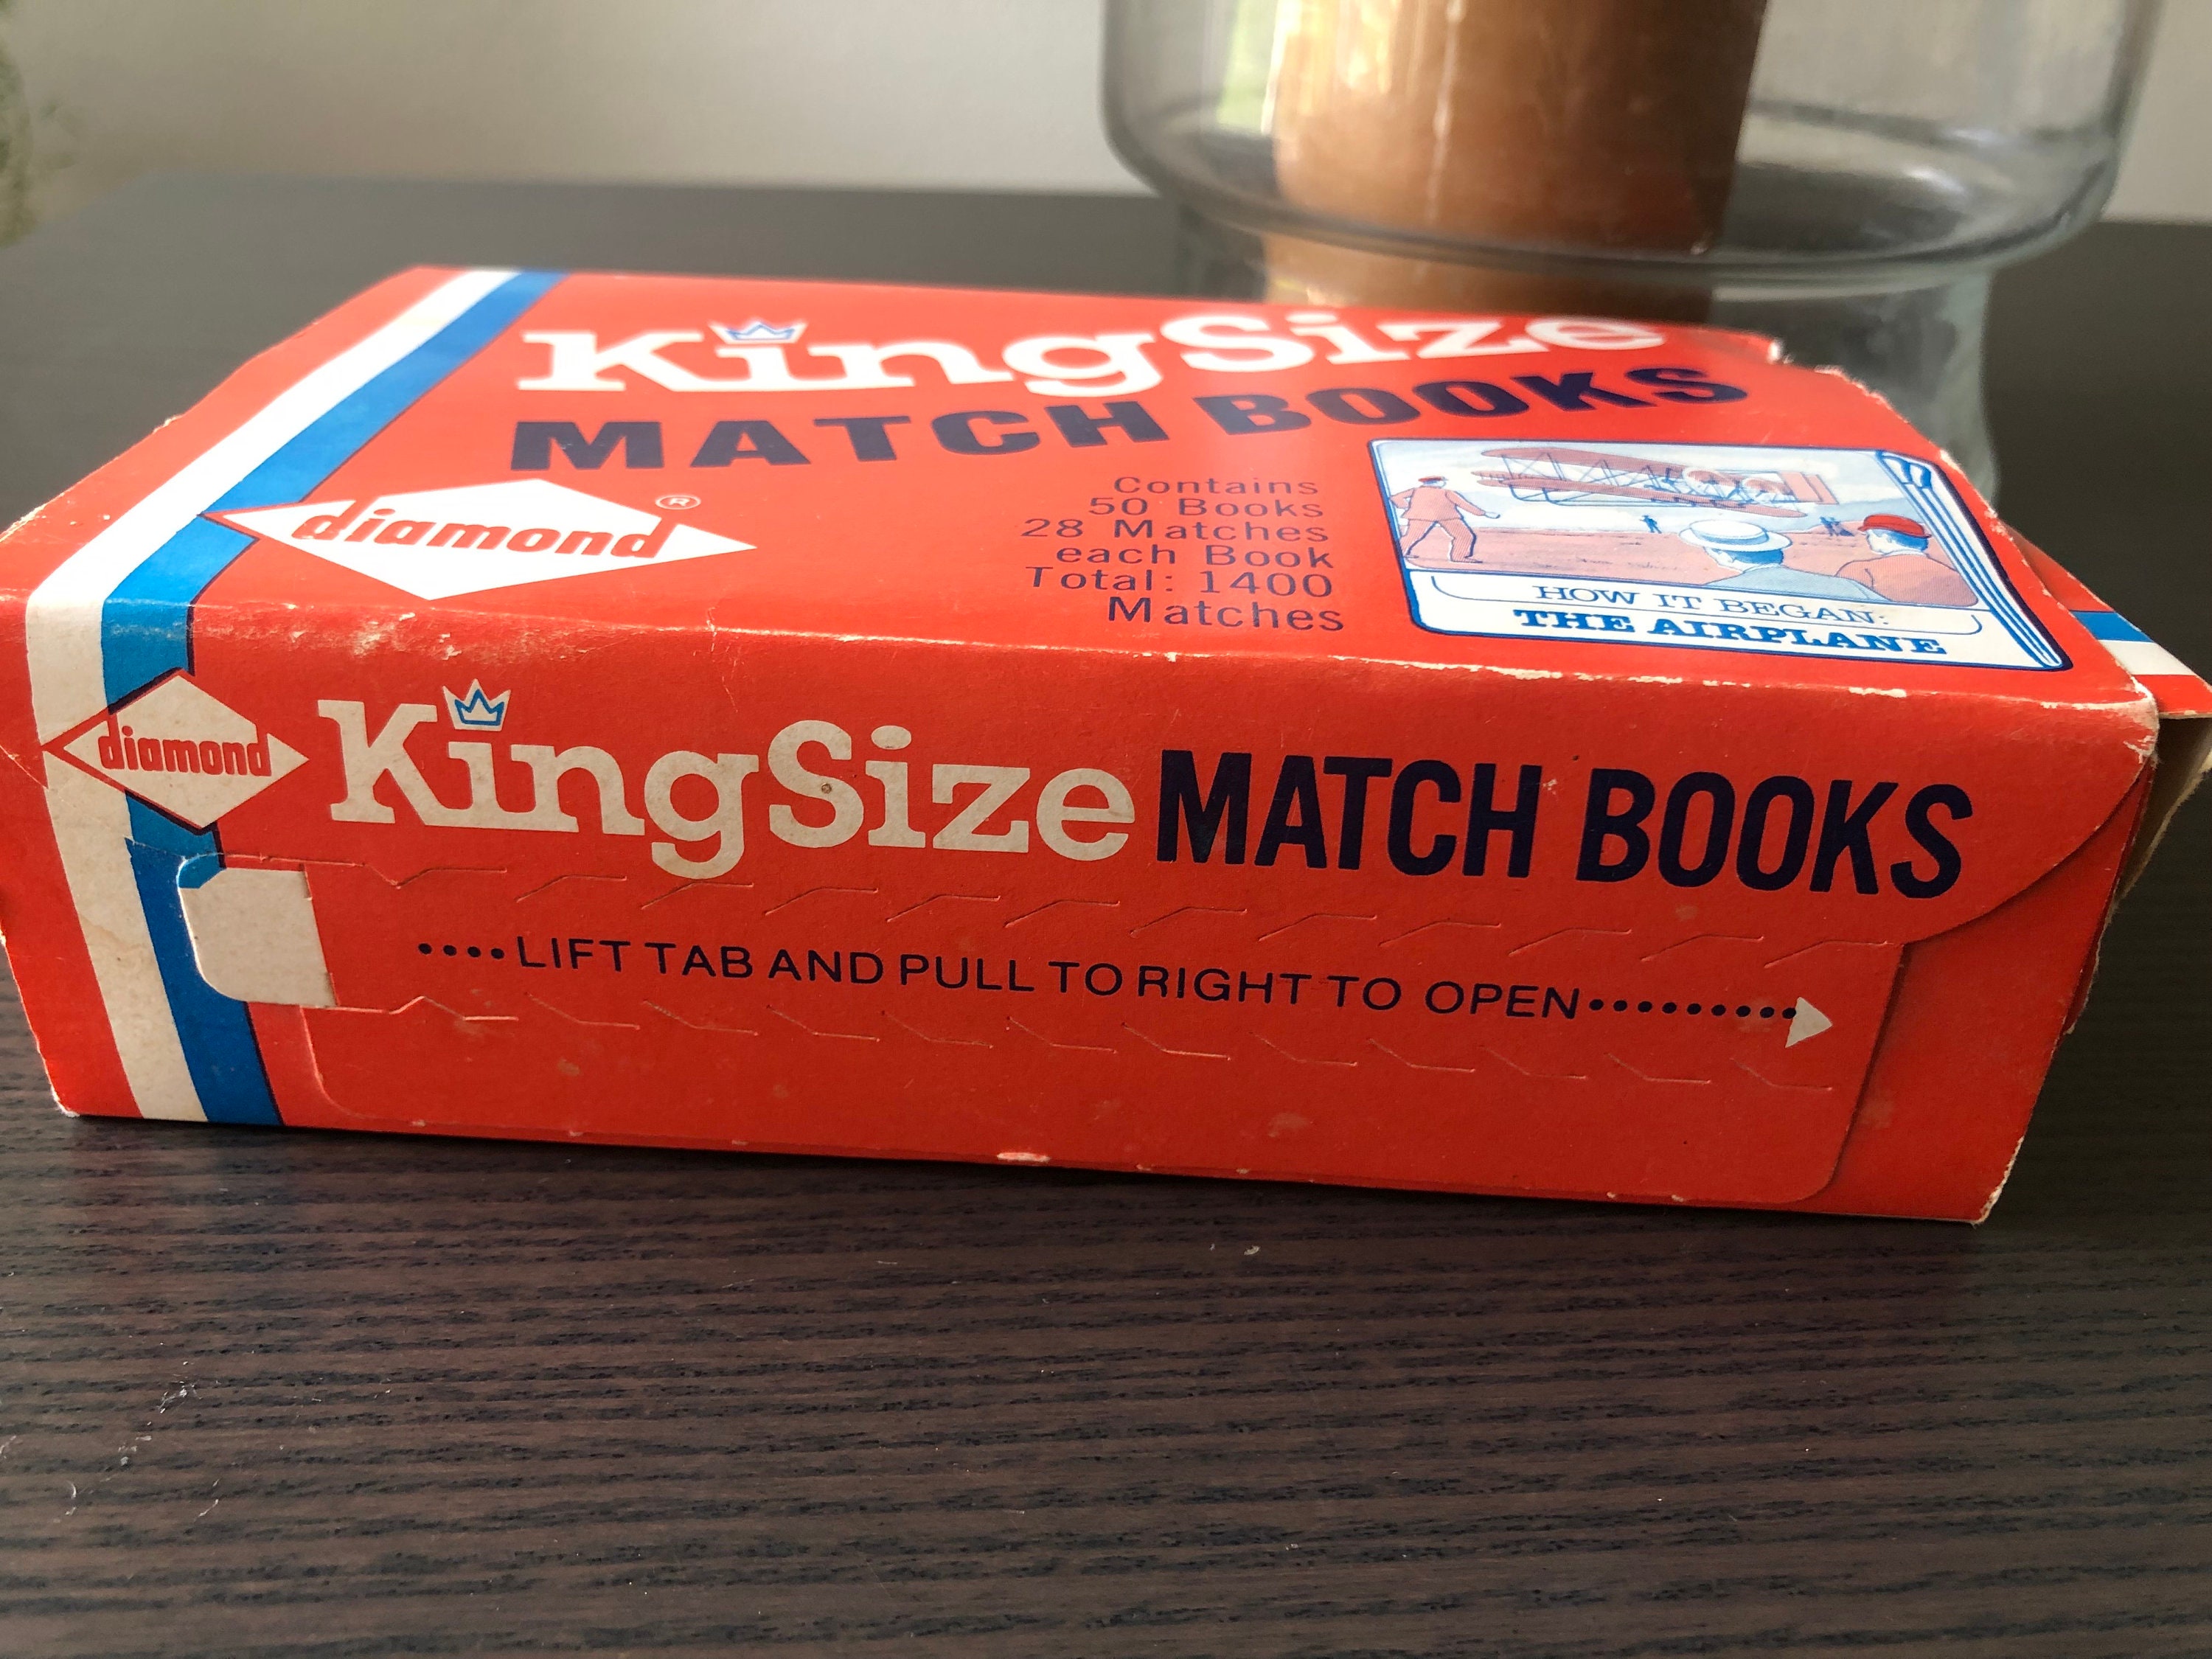 KingSize
MATCH BOOKS
diamond®
Contains
50 Books
28 Matches
each Book
Total: 1400
Matches
HOW IT BEGAN:
THE AIRPLANE
diamond
KingSize MATCH BOOKS
····LIFT TAB AND PULL TO RIGHT TO OPEN·········